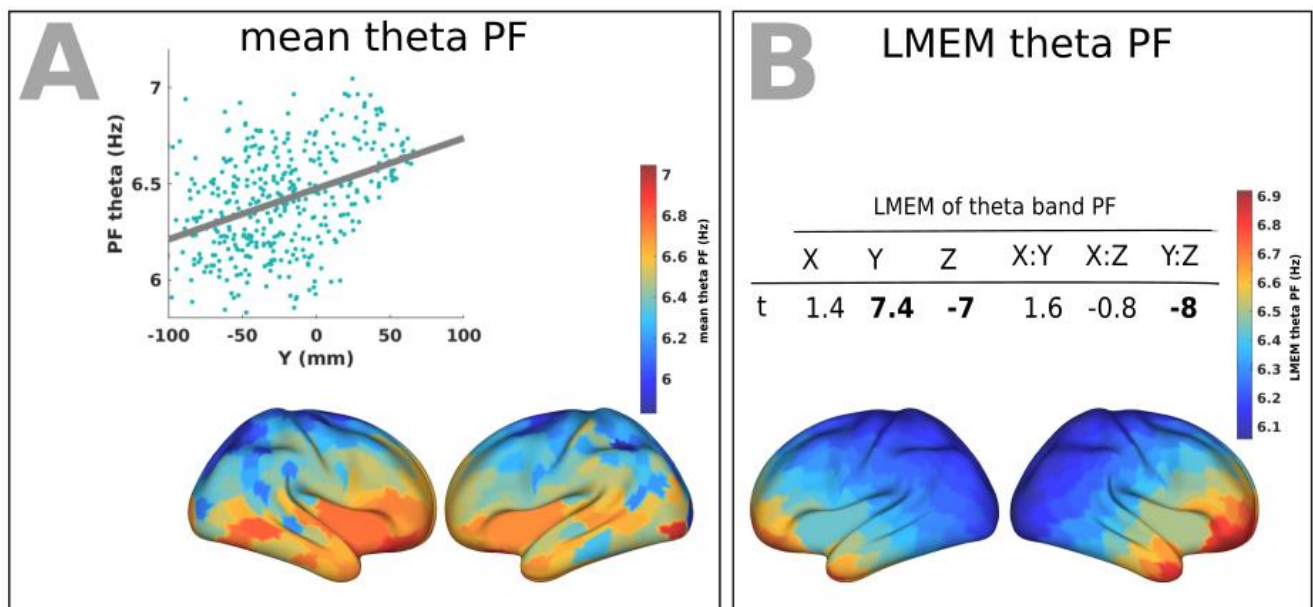 A
mean theta PF
7
6.5
6
PF theta (Hz)
-100 -50 0 50 100
Y (mm)
7
6.8
6.6
6.4
6.2
6
mean theta PF (Hz)
B
LMEM theta PF
LMEM of theta band PF
X Y Z X:Y X:Z Y:Z
t 1.4 7.4 -7 1.6 -0.8 -8
6.9
6.8
6.7
6.6
6.5
6.4
6.3
6.2
6.1
LMEM theta PF (Hz)